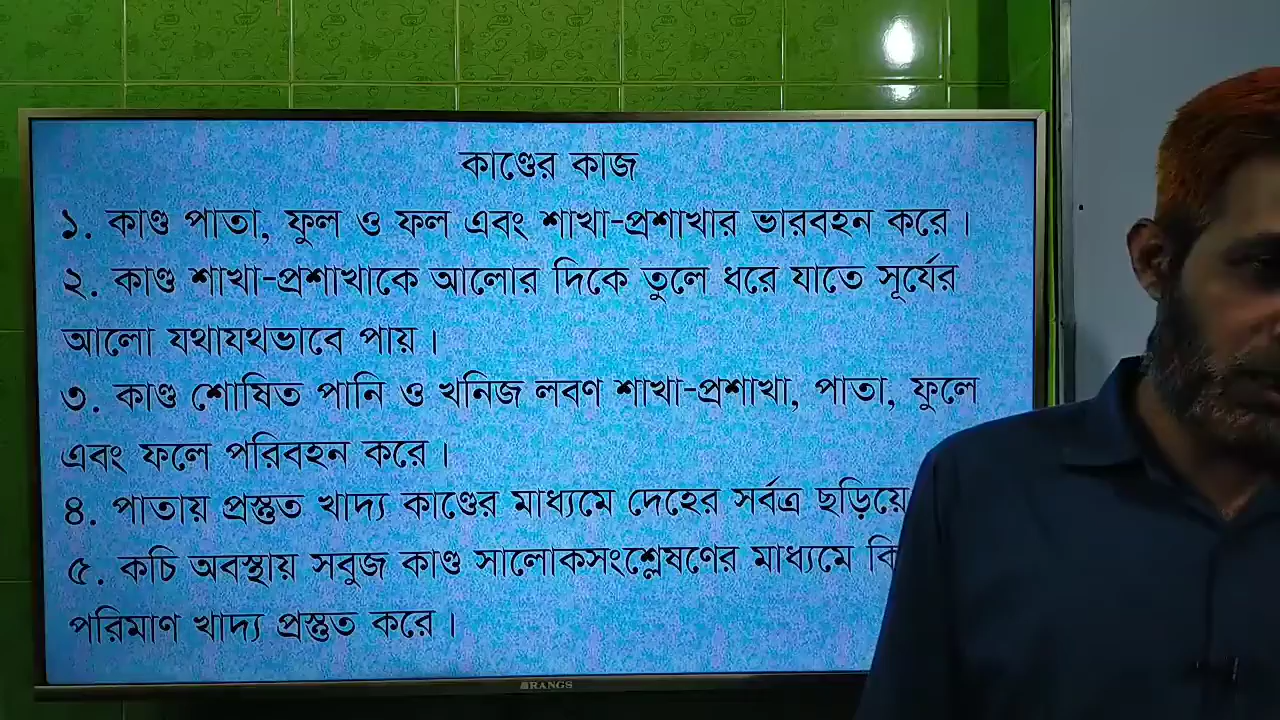 কাণ্ডের কাজ
১. কাণ্ড পাতা, ফুল ও ফল এবং শাখা-প্রশাখার ভারবহন করে।
২. কাণ্ড শাখা-প্রশাখাকে আলোর দিকে তুলে ধরে যাতে সূর্যের
আলো যথাযথভাবে পায়।
৩. কাণ্ড শোষিত পানি ও খনিজ লবণ শাখা-প্রশাখা, পাতা, ফুলে
এবং ফলে পরিবহন করে।
৪. পাতায় প্রস্তুত খাদ্য কাণ্ডের মাধ্যমে দেহের সর্বত্র ছড়িয়ে
৫. কচি অবস্থায় সবুজ কাণ্ড সালোকসংশ্লেষণের মাধ্যমে
পরিমাণ খাদ্য প্রস্তুত করে।
RANGS